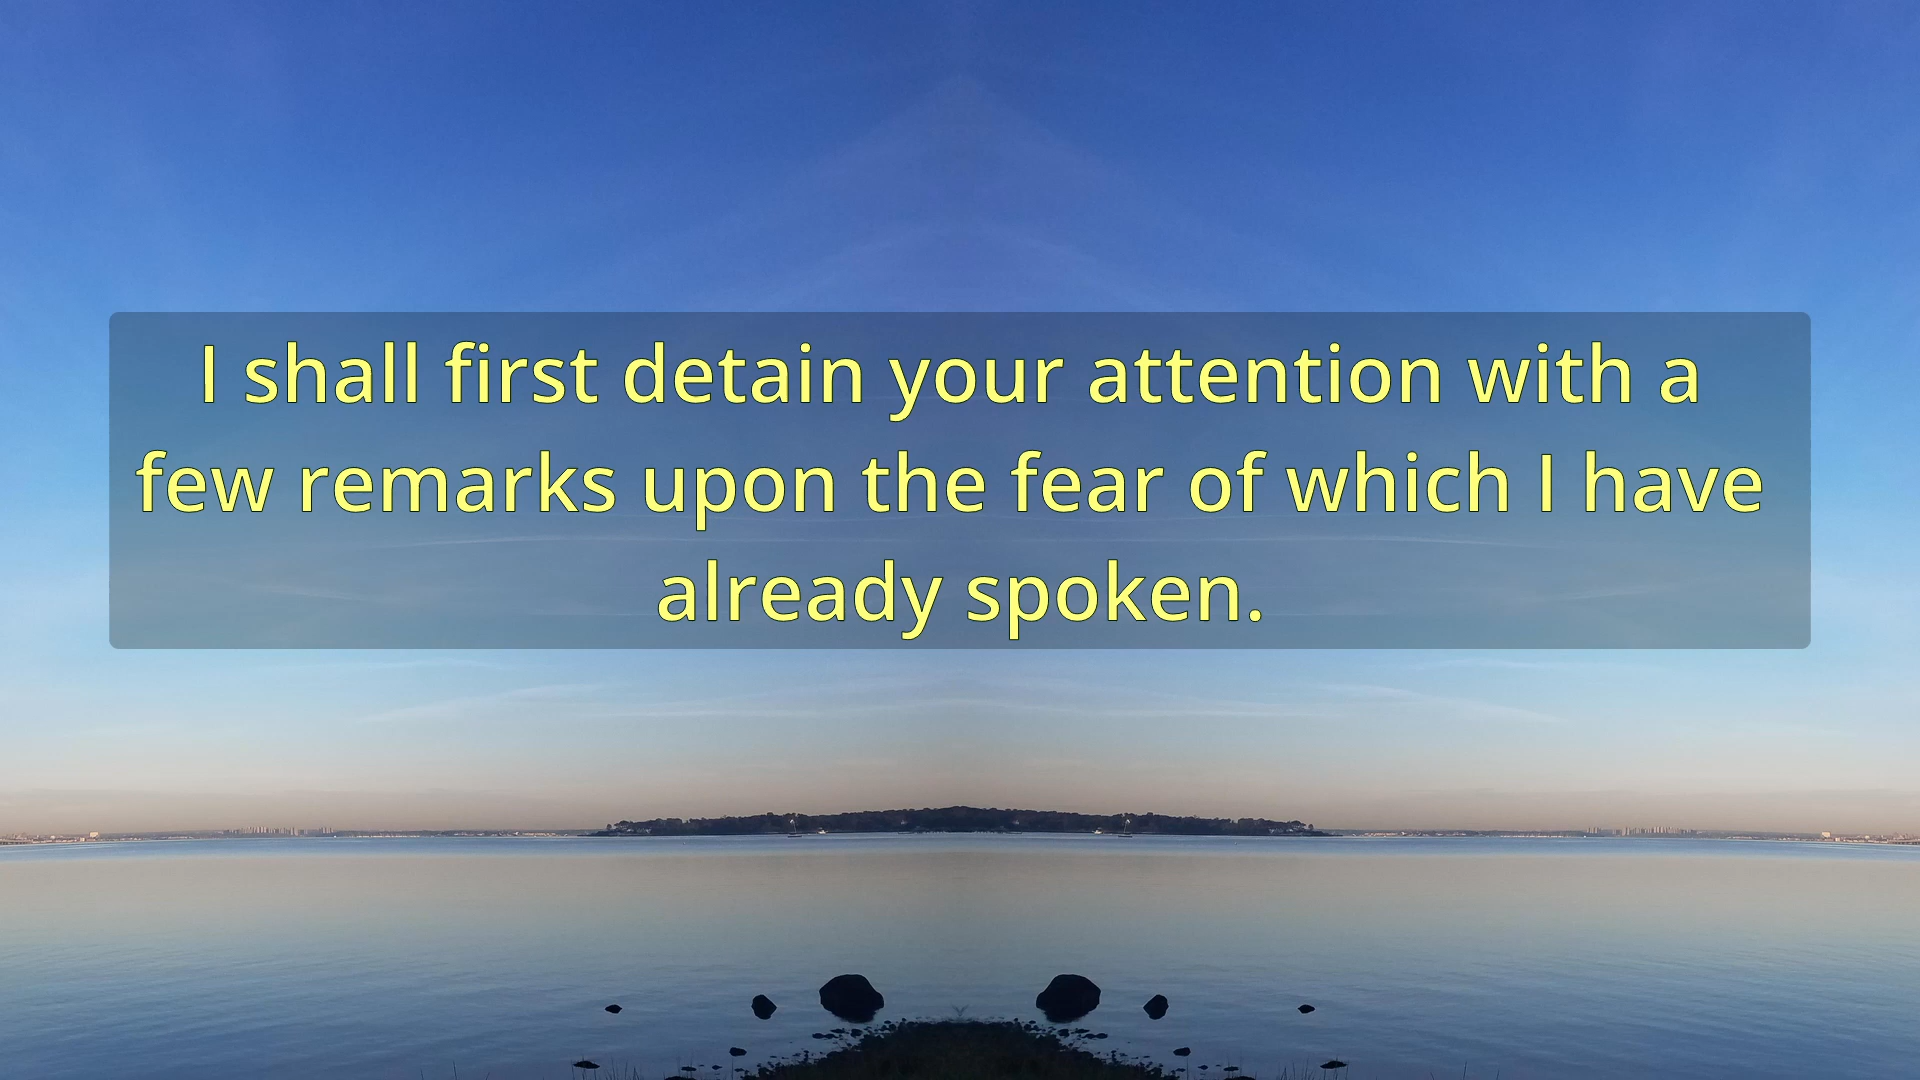 I shall first detain your attention with a
few remarks upon the fear of which I have
already spoken.